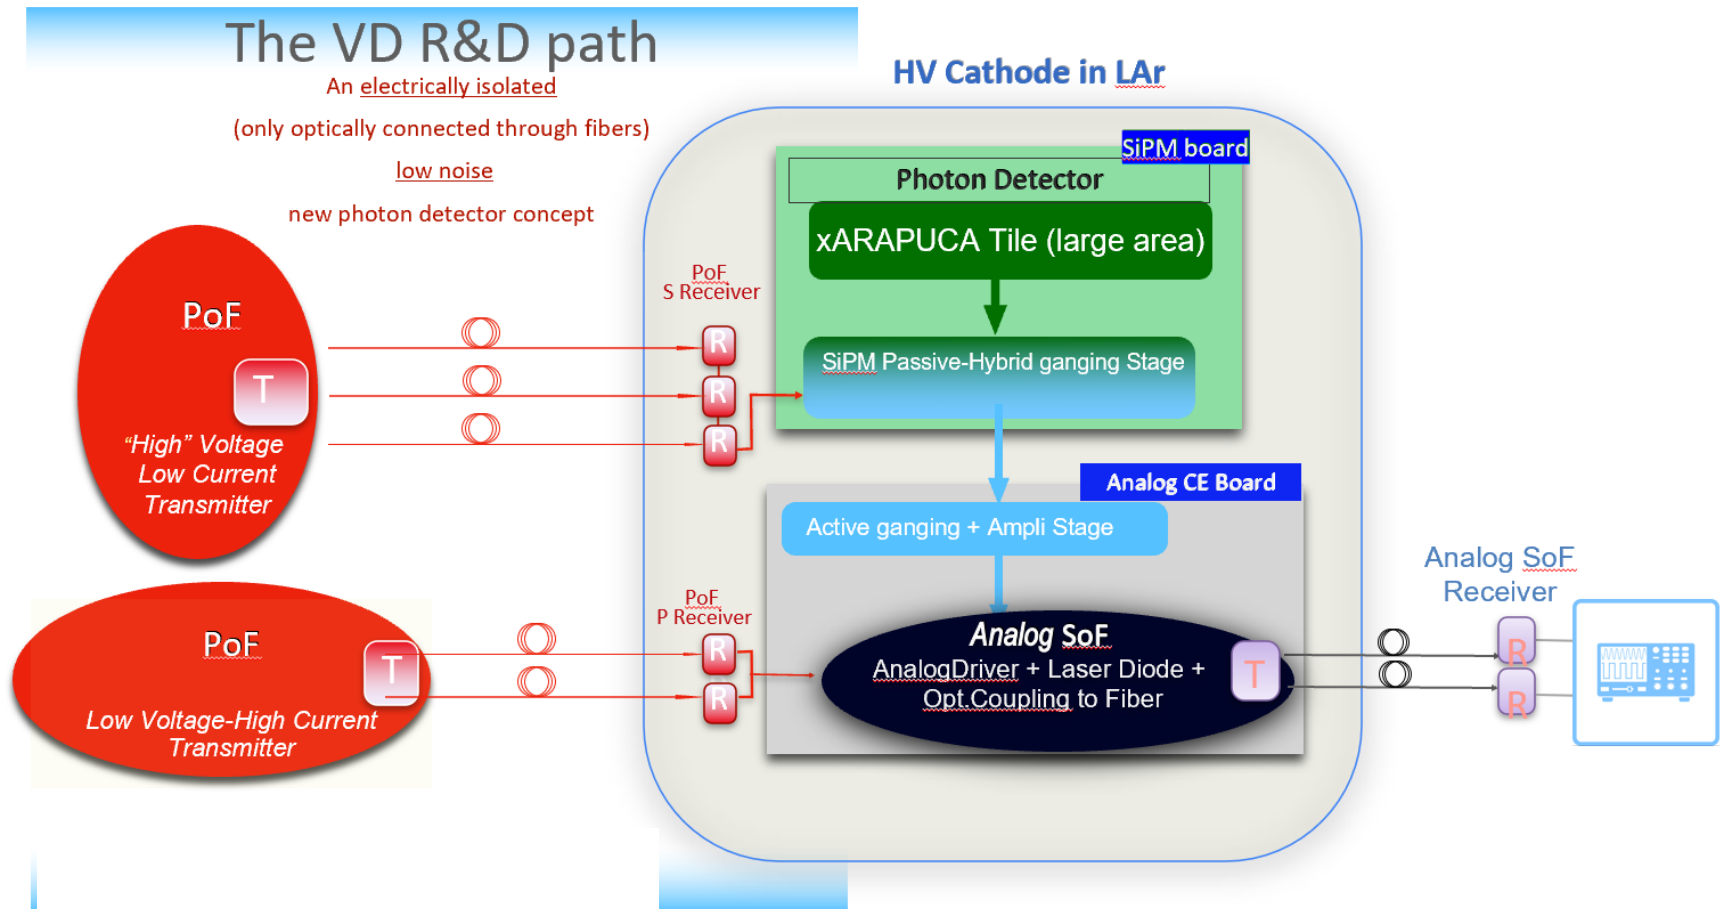 The VD R&D path
An electrically isolated
(only optically connected through fibers)
low noise
new photon detector concept
HV Cathode in LAr
SiPM board
Photon Detector
xARAPUCA Tile (large area)
SiPM Passive-Hybrid ganging Stage
PoF
S Receiver
R
R
R
PoF
T
"High" Voltage
Low Current
Transmitter
Analog CE Board
Active ganging + Ampli Stage
Analog SoF
AnalogDriver + Laser Diode +
Opt.Coupling to Fiber
T
PoF
P Receiver
R
R
PoF
T
Low Voltage-High Current
Transmitter
Analog SoF
Receiver
R
R